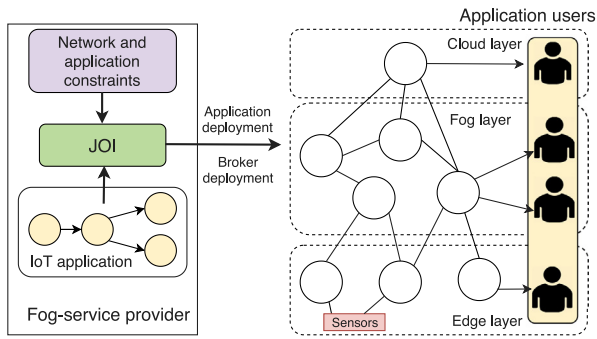 Network and
application
constraints
JOI
IoT application
Fog-service provider
Application
deployment
Broker
deployment
Application users
Cloud layer
Fog layer
Sensors
Edge layer